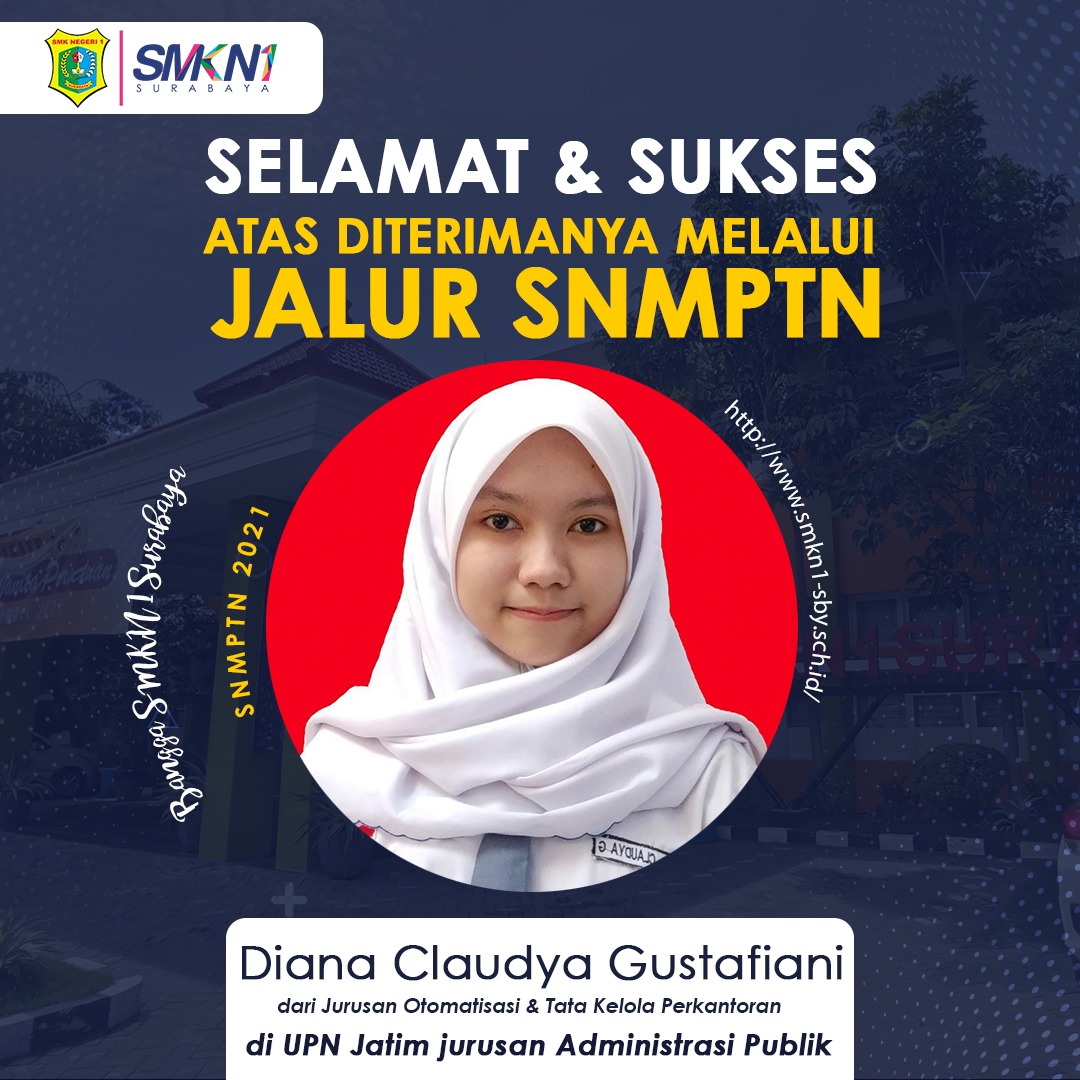 SMK NEGERI 1
SMKN1
SURABAYA
SELAMAT & SUKSES
ATAS DITERIMANYA MELALUI
JALUR SNMPTN
Bangga SMKN 1 Surabaya
SNMPTN 2021
http://www.smkn1-sby.sch.id/
CLAUDYA G
Diana Claudya Gustafiani
dari Jurusan Otomatisasi & Tata Kelola Perkantoran
di UPN Jatim jurusan Administrasi Publik